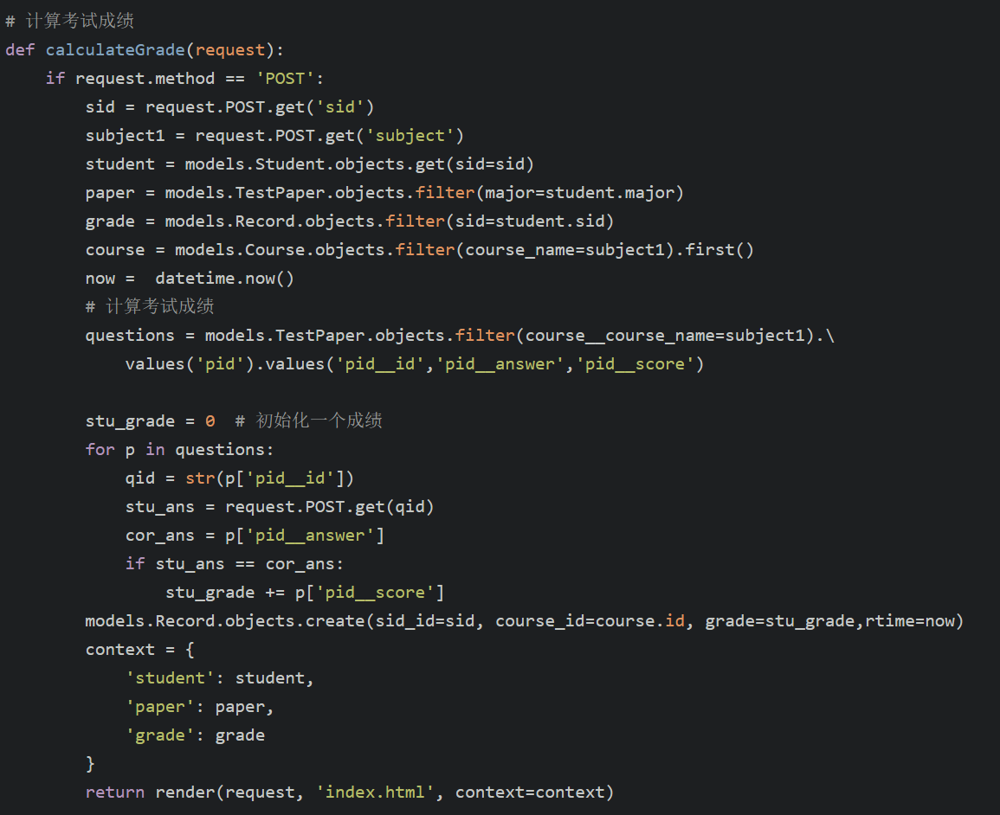 # 计算考试成绩
def calculateGrade(request):
    if request.method == 'POST':
        sid = request.POST.get('sid')
        subject1 = request.POST.get('subject')
        student = models.Student.objects.get(sid=sid)
        paper = models.TestPaper.objects.filter(major=student.major)
        grade = models.Record.objects.filter(sid=student.sid)
        course = models.Course.objects.filter(course_name=subject1).first()
        now =  datetime.now()
        # 计算考试成绩
        questions = models.TestPaper.objects.filter(course__course_name=subject1).\
            values('pid').values('pid__id','pid__answer','pid__score')

        stu_grade = 0  # 初始化一个成绩
        for p in questions:
            qid = str(p['pid__id'])
            stu_ans = request.POST.get(qid)
            cor_ans = p['pid__answer']
            if stu_ans == cor_ans:
                stu_grade += p['pid__score']
        models.Record.objects.create(sid_id=sid, course_id=course.id, grade=stu_grade,rtime=now)
        context = {
            'student': student,
            'paper': paper,
            'grade': grade
        }
        return render(request, 'index.html', context=context)